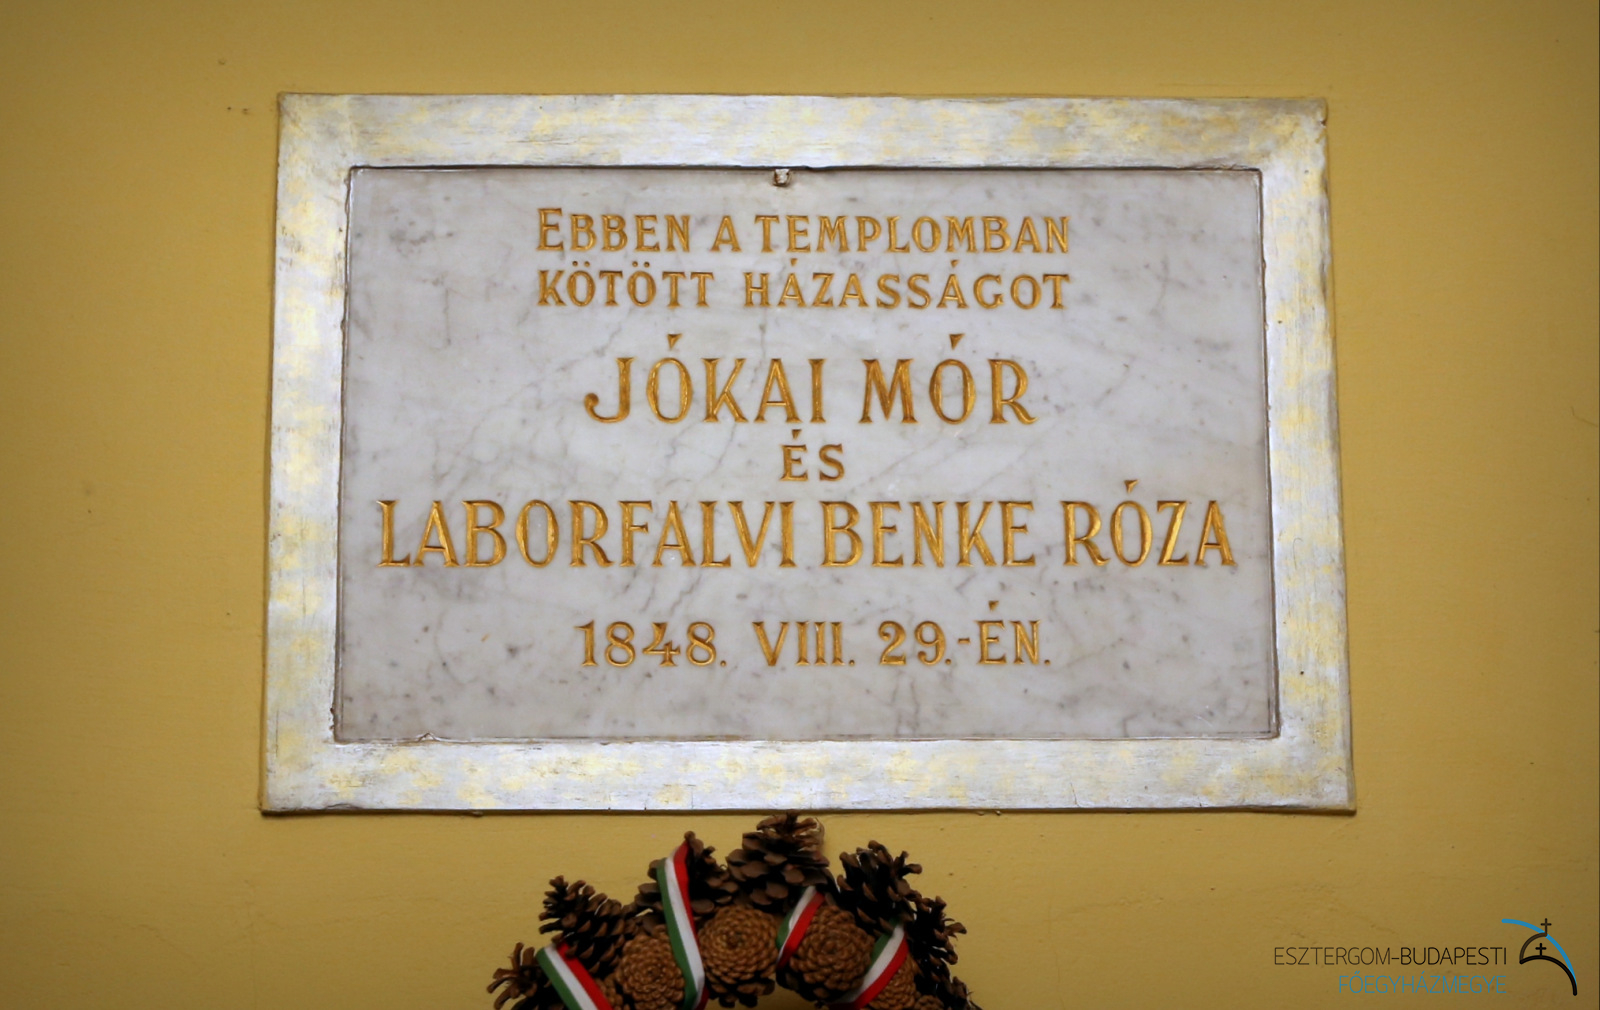 EBBEN A TEMPLOMBAN
KÖTÖTT HÁZASSÁGOT
JÓKAI MÓR
ÉS
LABORFALVI BENKE RÓZA
1848. VIII. 29.-ÉN.
ESZTERGOM-BUDAPESTI
FŐEGYHÁZMEGYE